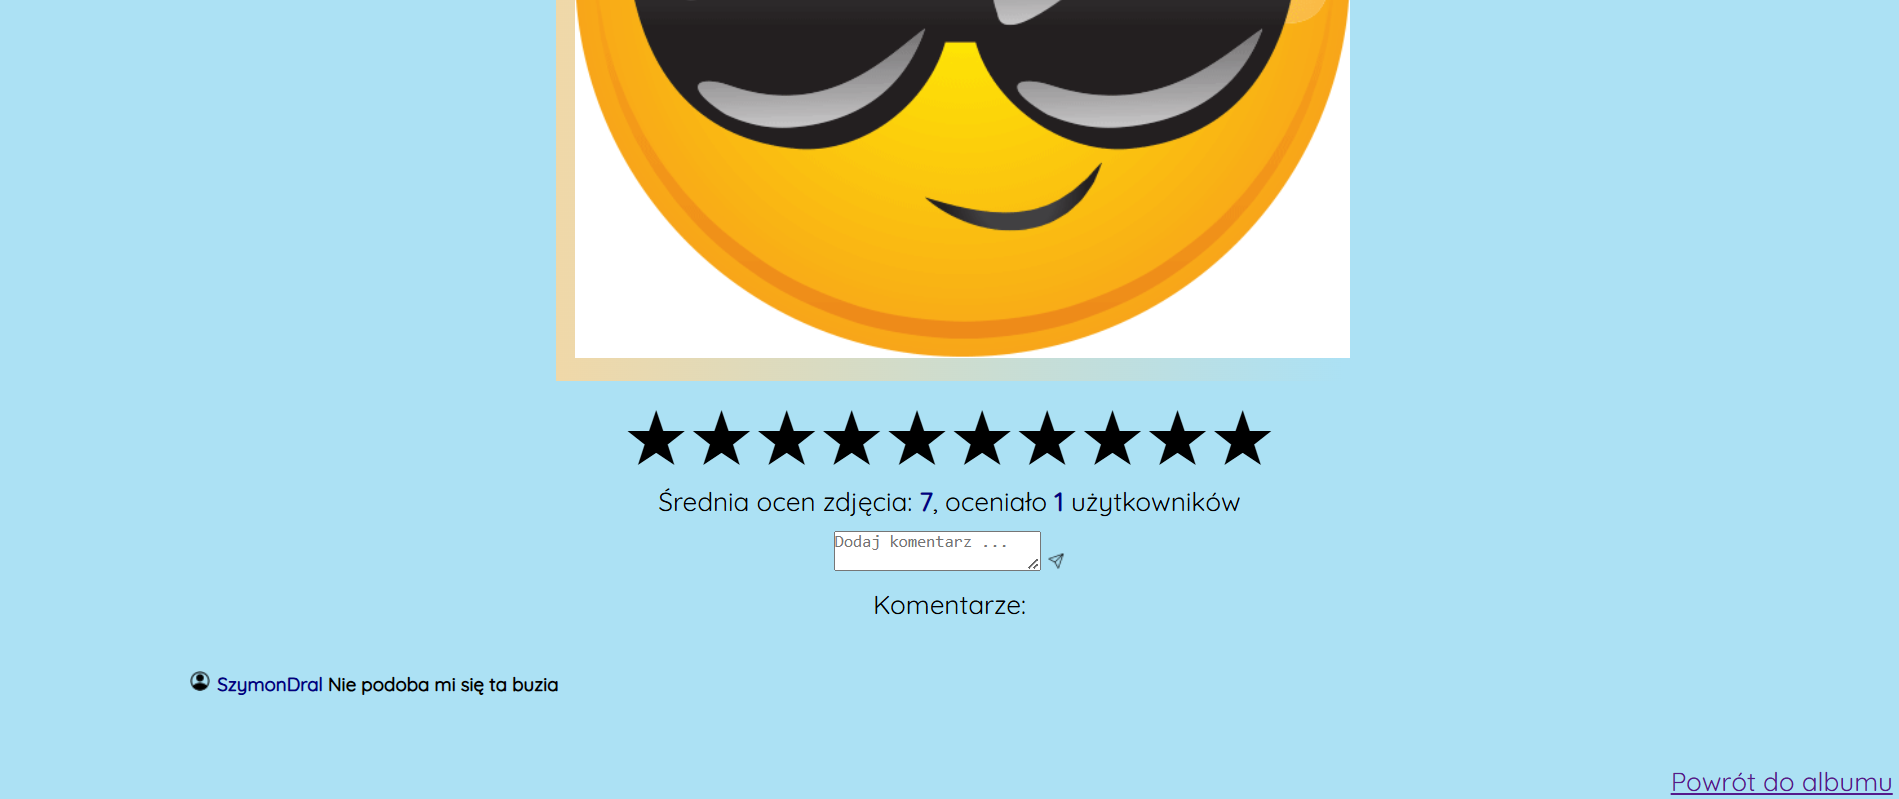 Średnia ocen zdjęcia: 7, oceniało 1 użytkowników
Dodaj komentarz ...
Komentarze:
SzymonDral Nie podoba mi się ta buzia
Powrót do albumu